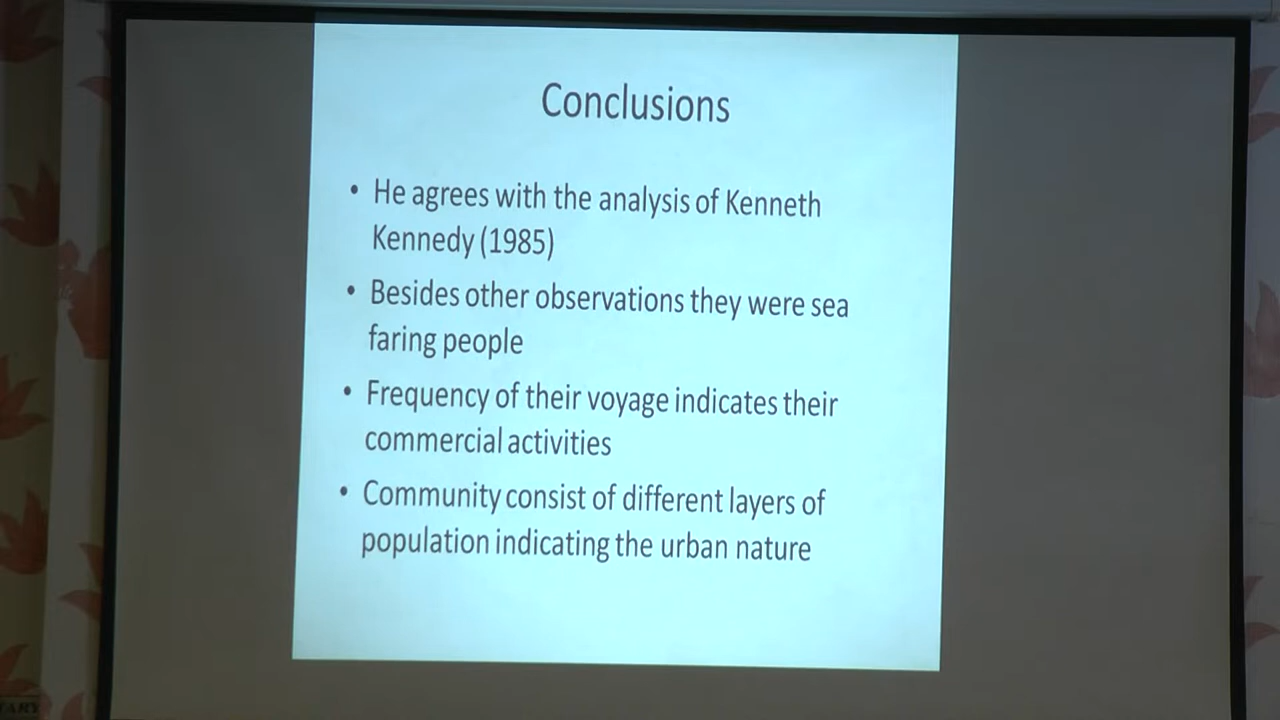 Conclusions
• He agrees with the analysis of Kenneth
Kennedy (1985)
• Besides other observations they were sea
faring people
• Frequency of their voyage indicates their
commercial activities
• Community consist of different layers of
population indicating the urban nature
TARY